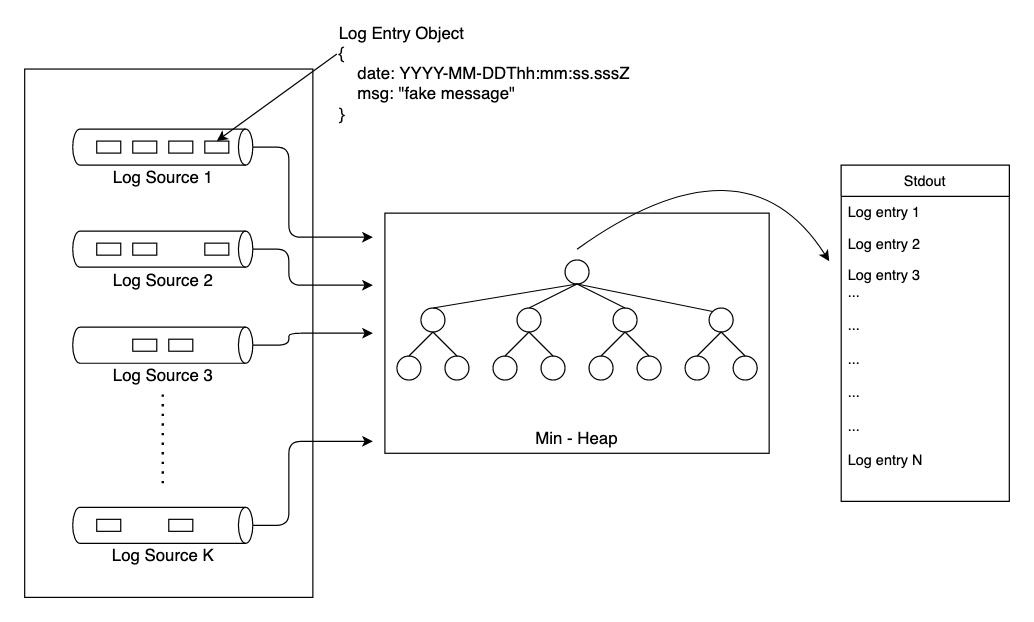 Log Entry Object
{
date: YYYY-MM-DDThh:mm:ss.sssZ
msg: "fake message"
}
Log Source 1
Log Source 2
Log Source 3
Log Source K
Min - Heap
Stdout
Log entry 1
Log entry 2
Log entry 3
...
...
...
...
...
Log entry N